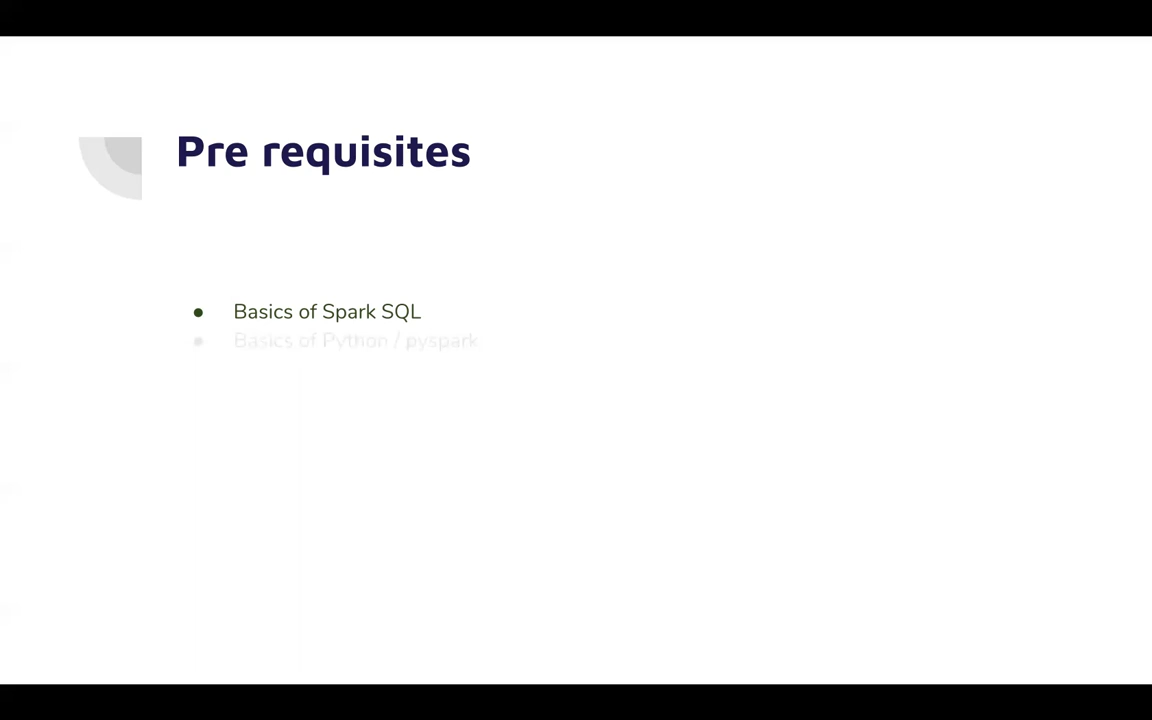 Pre requisites
● Basics of Spark SQL
● Basics of Python / pyspark